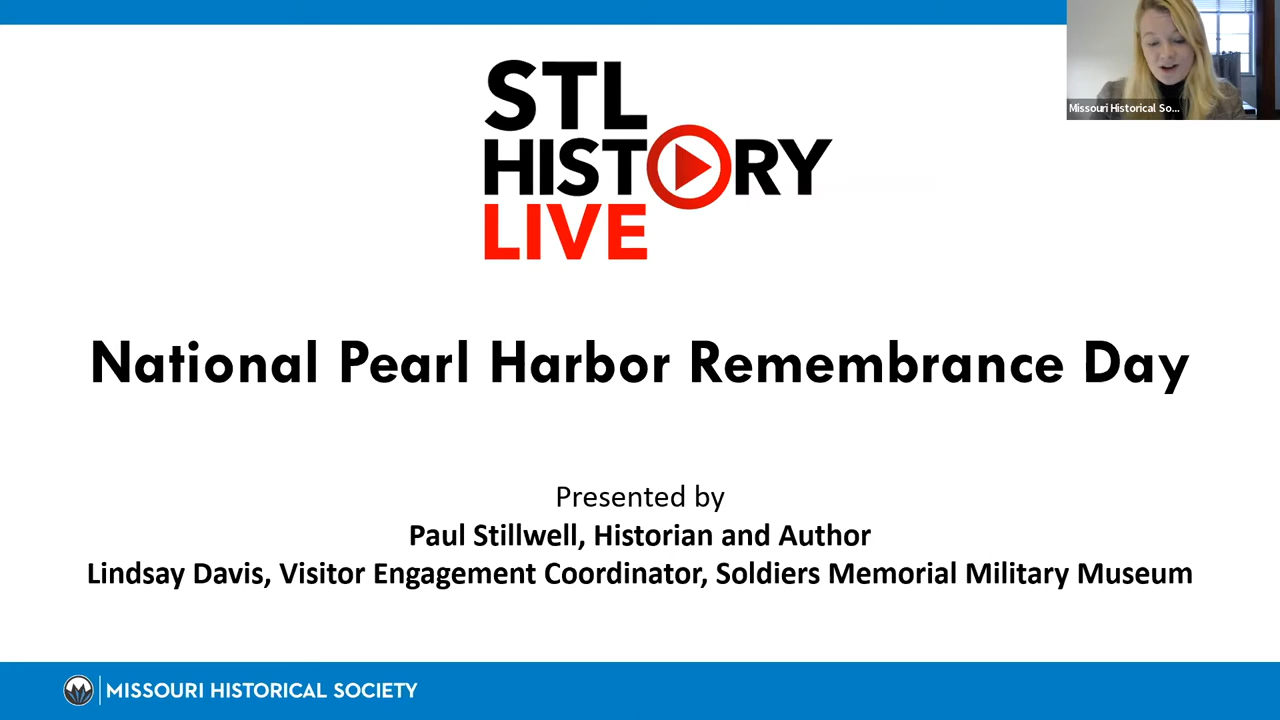 STL
HISTORY
LIVE
Missouri Historical So...
National Pearl Harbor Remembrance Day
Presented by
Paul Stillwell, Historian and Author
Lindsay Davis, Visitor Engagement Coordinator, Soldiers Memorial Military Museum
MISSOURI HISTORICAL SOCIETY